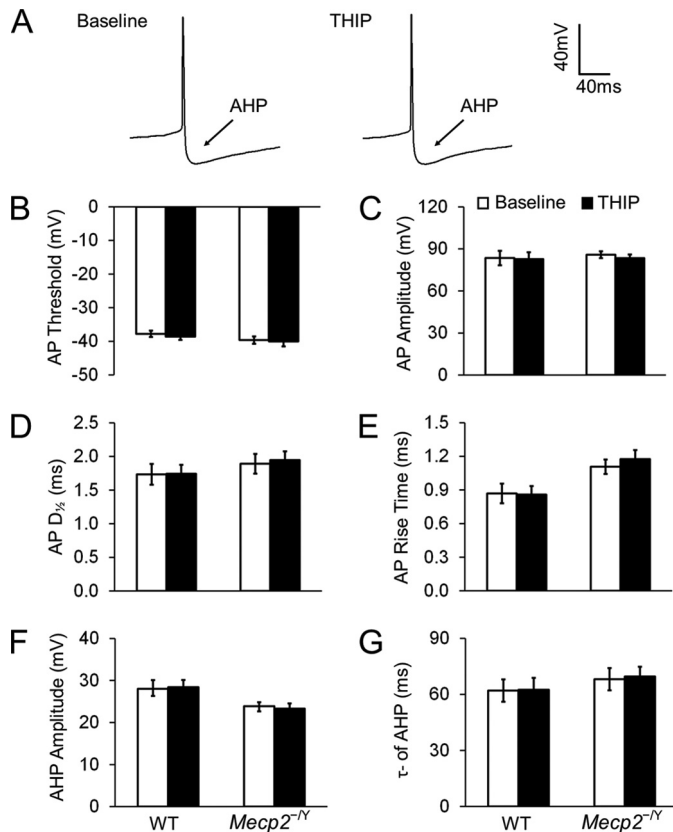 A
Baseline
THIP
AHP
AHP
40mV
40ms
B
AP Threshold (mV)
0
-10
-20
-30
-40
-50
C
AP Amplitude (mV)
120
90
60
30
0
Baseline
THIP
D
AP D½ (ms)
2.5
2.0
1.5
1.0
0.5
0.0
E
AP Rise Time (ms)
1.5
1.2
0.9
0.6
0.3
0.0
F
AHP Amplitude (mV)
40
30
20
10
0
WT
Mecp2⁻/ʸ
G
τ- of AHP
(ms)
90
60
30
0
WT
Mecp2⁻/ʸ